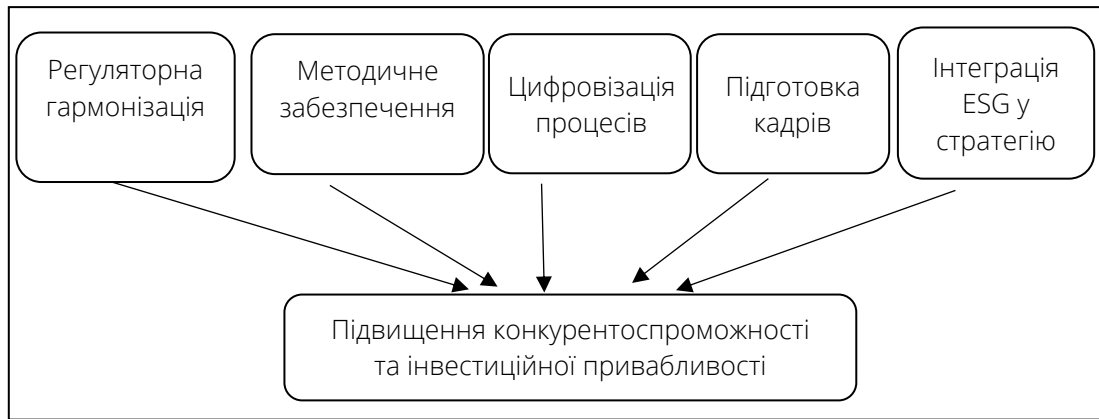 Регуляторна
гармонізація
Методичне
забезпечення
Цифровізація
процесів
Підготовка
кадрів
Інтеграція
ESG у
стратегію
Підвищення конкурентоспроможності
та інвестиційної привабливості